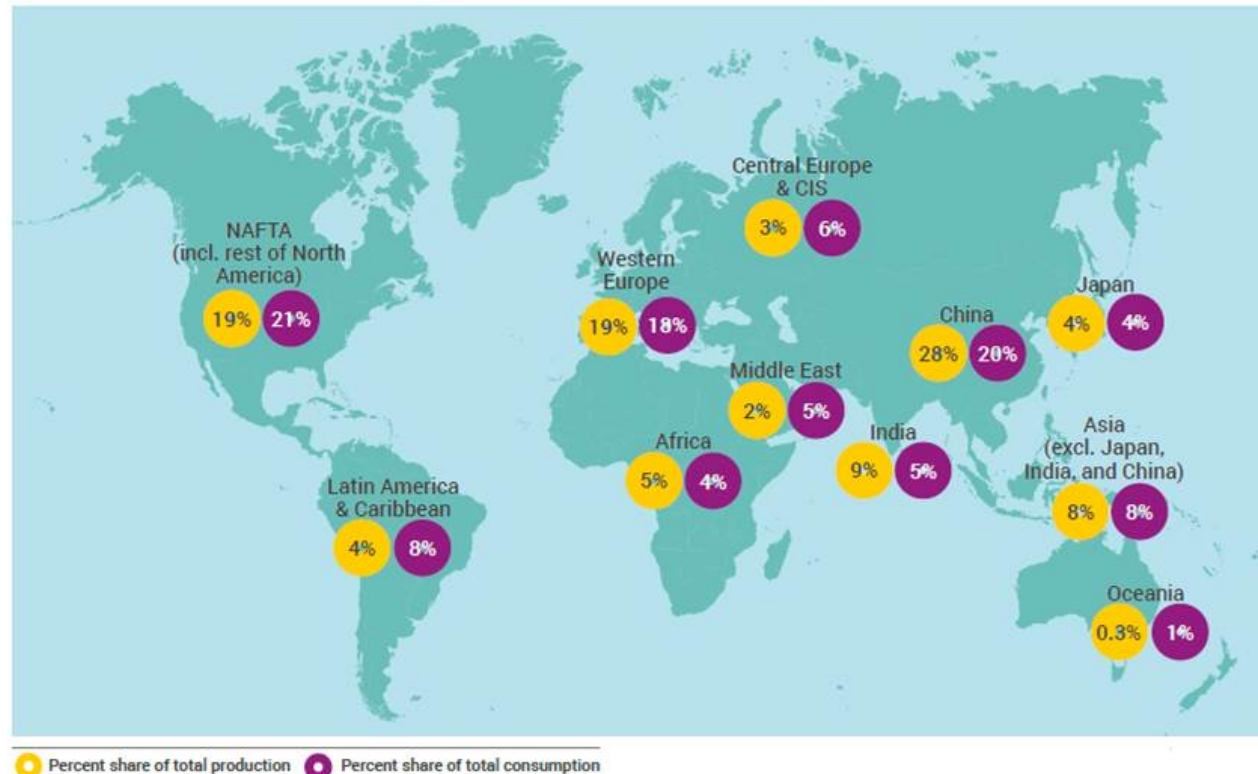 Central Europe
& CIS
3% 6%
NAFTA
(incl. rest of North
America)
19% 21%
Western
Europe
19% 18%
Japan
4% 4%
China
28% 20%
Middle East
2% 5%
India
9% 5%
Africa
5% 4%
Asia
(excl. Japan,
India, and China)
8% 8%
Latin America
& Caribbean
4% 8%
Oceania
0.3% 1%
Percent share of total production Percent share of total consumption